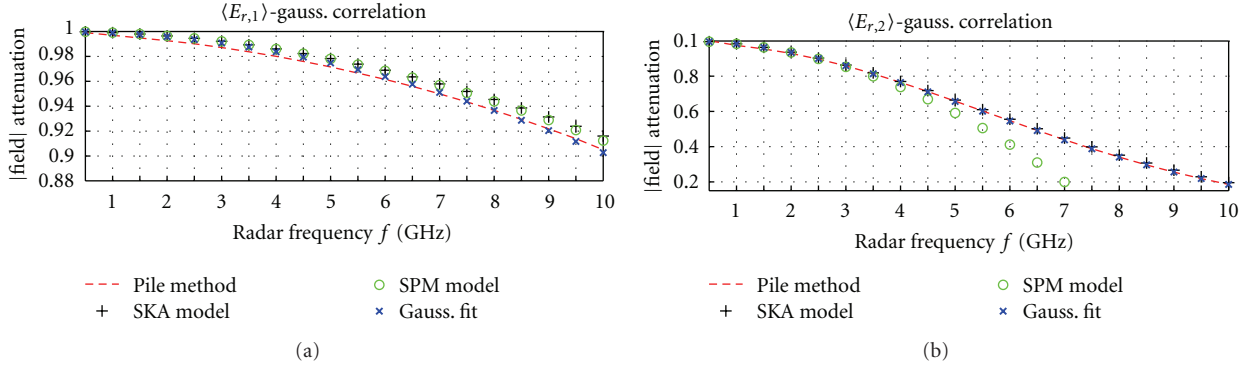 ⟨E_{r,1}⟩-gauss. correlation
|field| attenuation
1
0.98
0.96
0.94
0.92
0.9
0.88
1 2 3 4 5 6 7 8 9 10
Radar frequency f (GHz)
Pile method
SKA model
SPM model
Gauss. fit
(a)
⟨E_{r,2}⟩-gauss. correlation
|field| attenuation
0.1
0.8
0.6
0.4
0.2
1 2 3 4 5 6 7 8 9 10
Radar frequency f (GHz)
Pile method
SKA model
SPM model
Gauss. fit
(b)